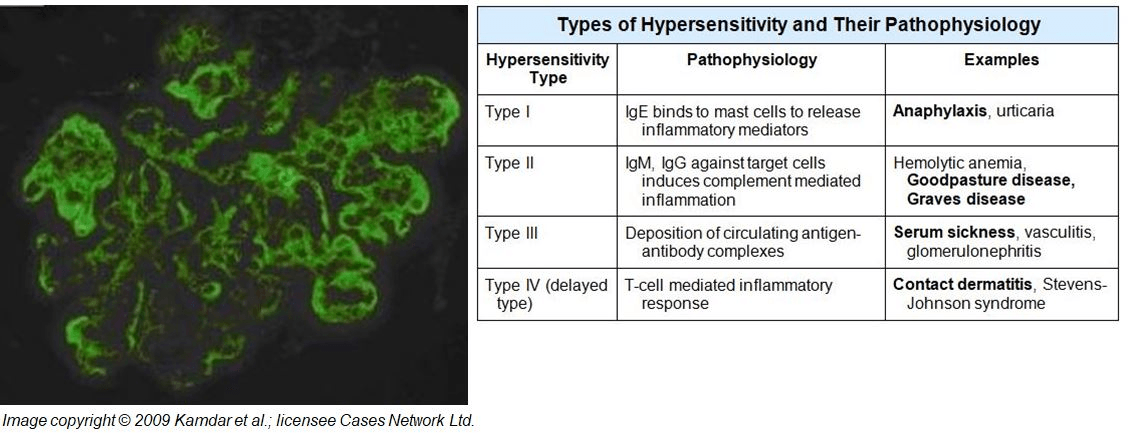 Types of Hypersensitivity and Their Pathophysiology
Hypersensitivity Type
Pathophysiology
Examples
Type I
IgE binds to mast cells to release
inflammatory mediators
Anaphylaxis, urticaria
Type II
IgM, IgG against target cells
induces complement mediated
inflammation
Hemolytic anemia,
Goodpasture disease,
Graves disease
Type III
Deposition of circulating antigen-
antibody complexes
Serum sickness, vasculitis,
glomerulonephritis
Type IV (delayed
type)
T-cell mediated inflammatory
response
Contact dermatitis, Stevens-
Johnson syndrome
Image copyright © 2009 Kamdar et al.; licensee Cases Network Ltd.